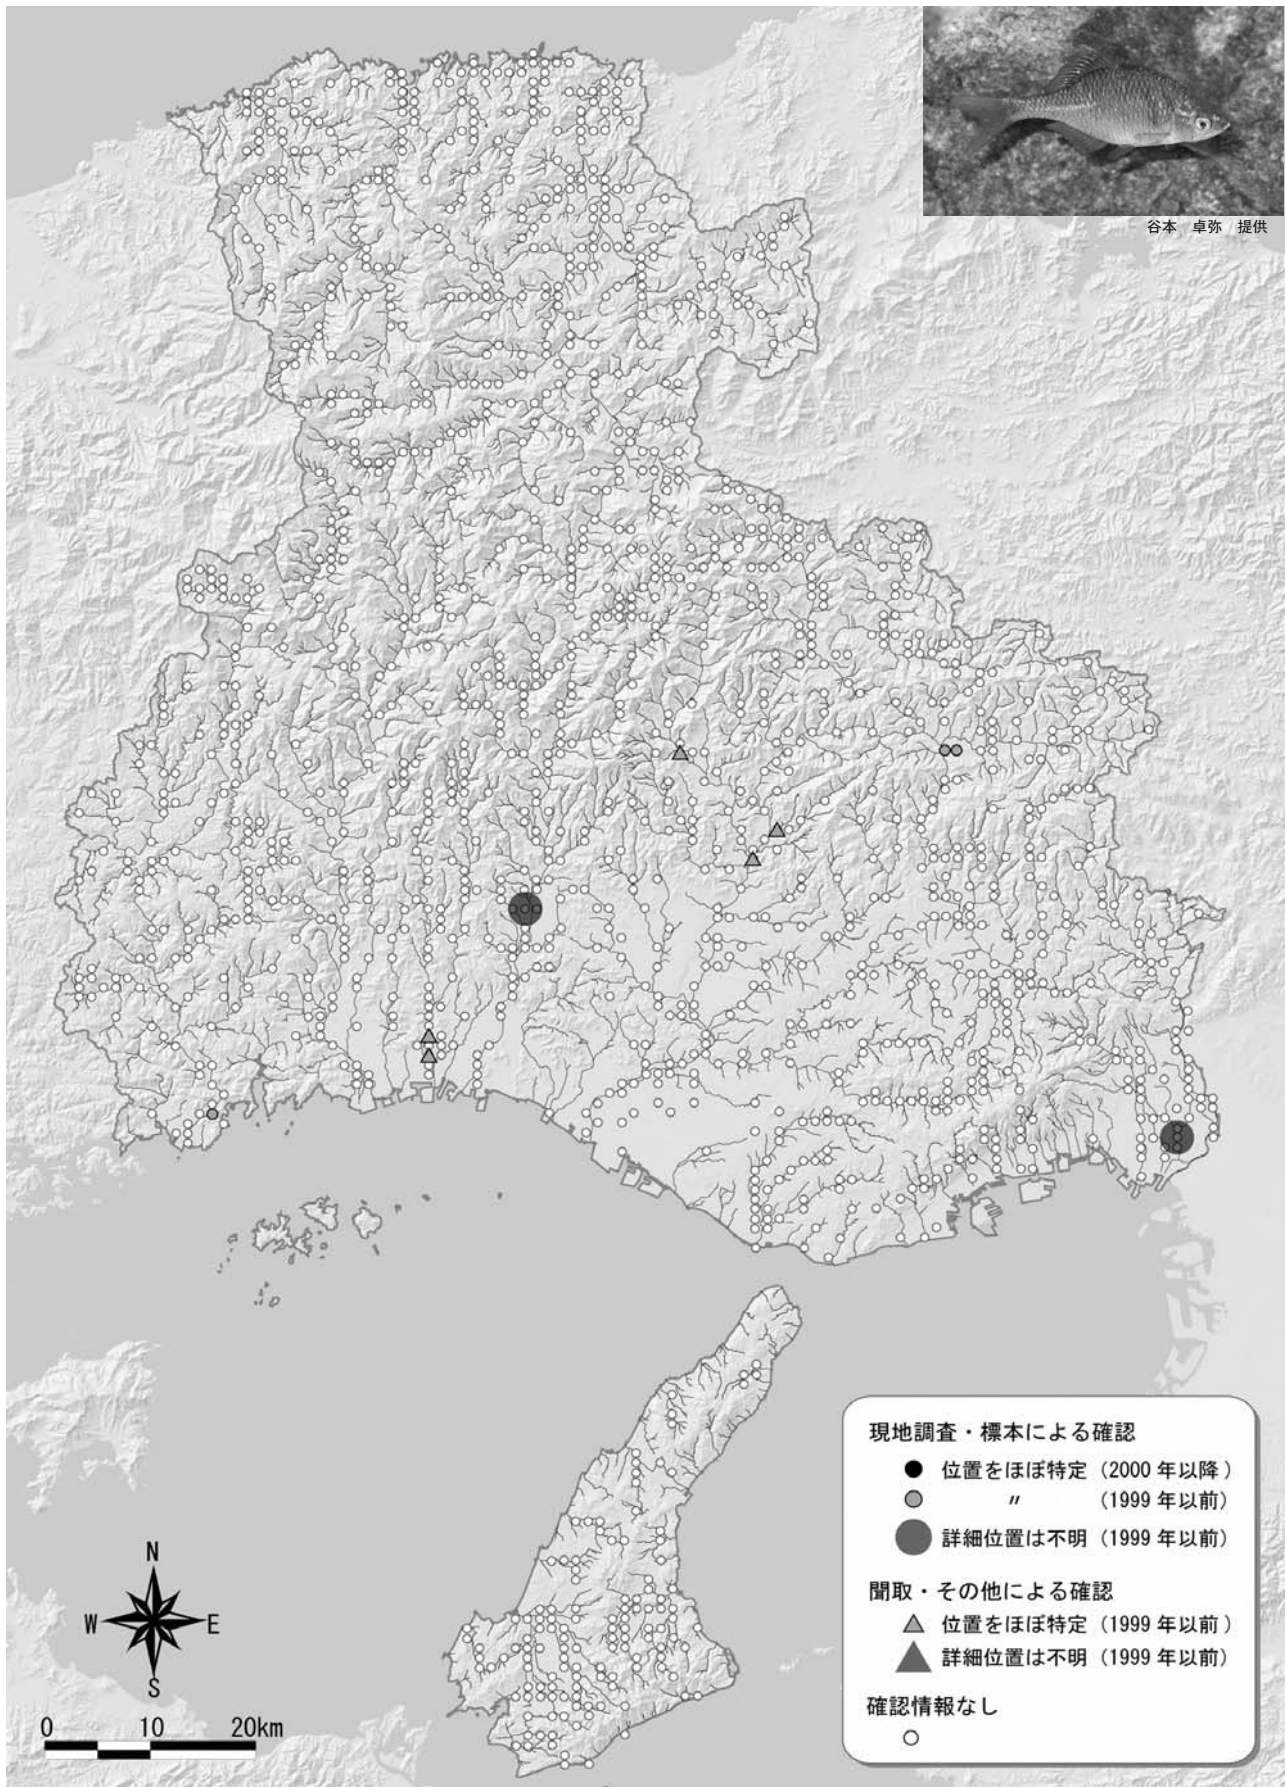 谷本 卓弥 提供
現地調査・標本による確認
位置をほぼ特定（2000 年以降）
〃 （1999 年以前）
詳細位置は不明（1999 年以前）
聞取・その他による確認
位置をほぼ特定（1999 年以前）
詳細位置は不明（1999 年以前）
確認情報なし
N
W E
S
0 10 20km